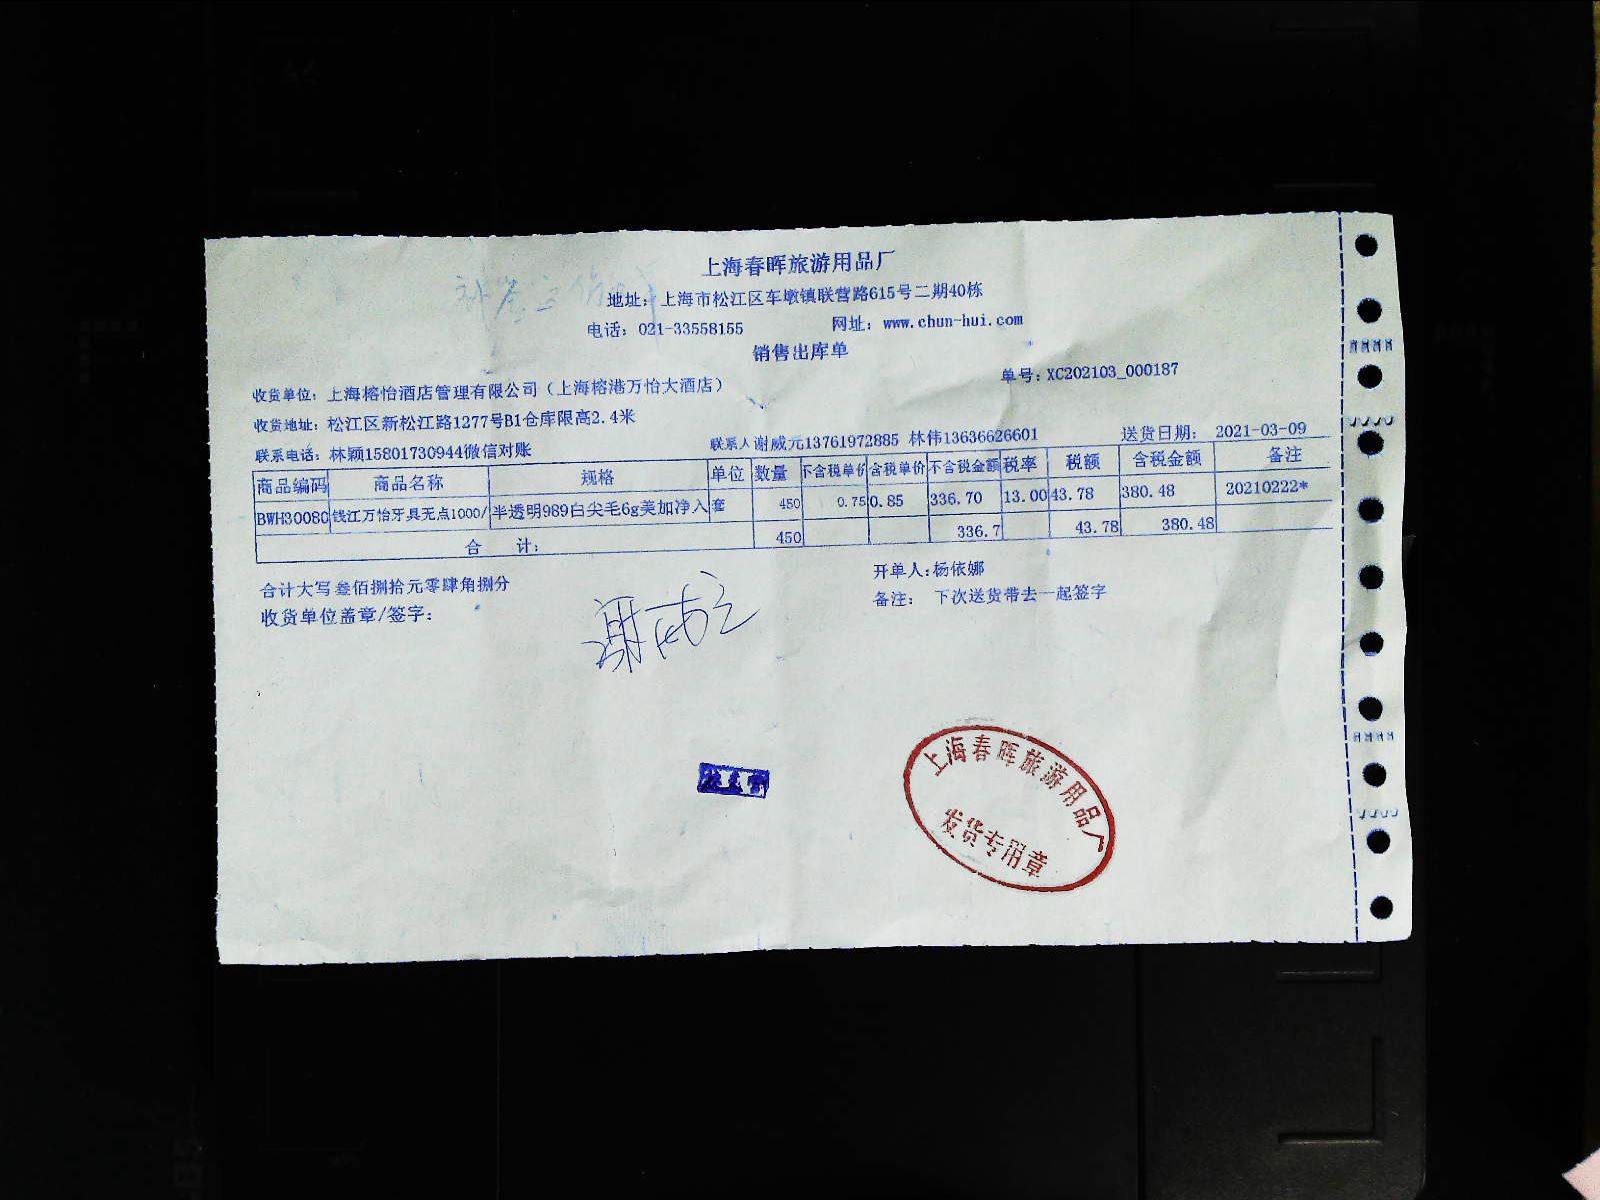 上海春晖旅游用品厂
地址：上海市松江区车墩镇联营路615号二期40栋
电话：021-33558155 网址：www.chun-hui.com
销售出库单
收货单位：上海榕怡酒店管理有限公司（上海榕港万怡大酒店） 单号：XC202103_000187
收货地址：松江区新松江路1277号B1仓库限高2.4米
联系电话：林颖15801730944微信对账 联系人谢威元13761972885 林伟13636626601 送货日期： 2021-03-09
商品编码 商品名称 规格 单位 数量 不含税单价 含税单价 不含税金额 税率 税额 含税金额 备注
BWH30080 钱江万怡牙具无点1000/ 半透明989白尖毛6g美加净入 套 450 0.75 0.85 336.70 13.00 43.78 380.48 20210222*
合 计： 450 336.7 43.78 380.48
合计大写 叁佰捌拾元零肆角捌分 开单人：杨依娜
收货单位盖章/签字： 备注： 下次送货带去一起签字
谢威元
上海春晖旅游用品厂
发货专用章